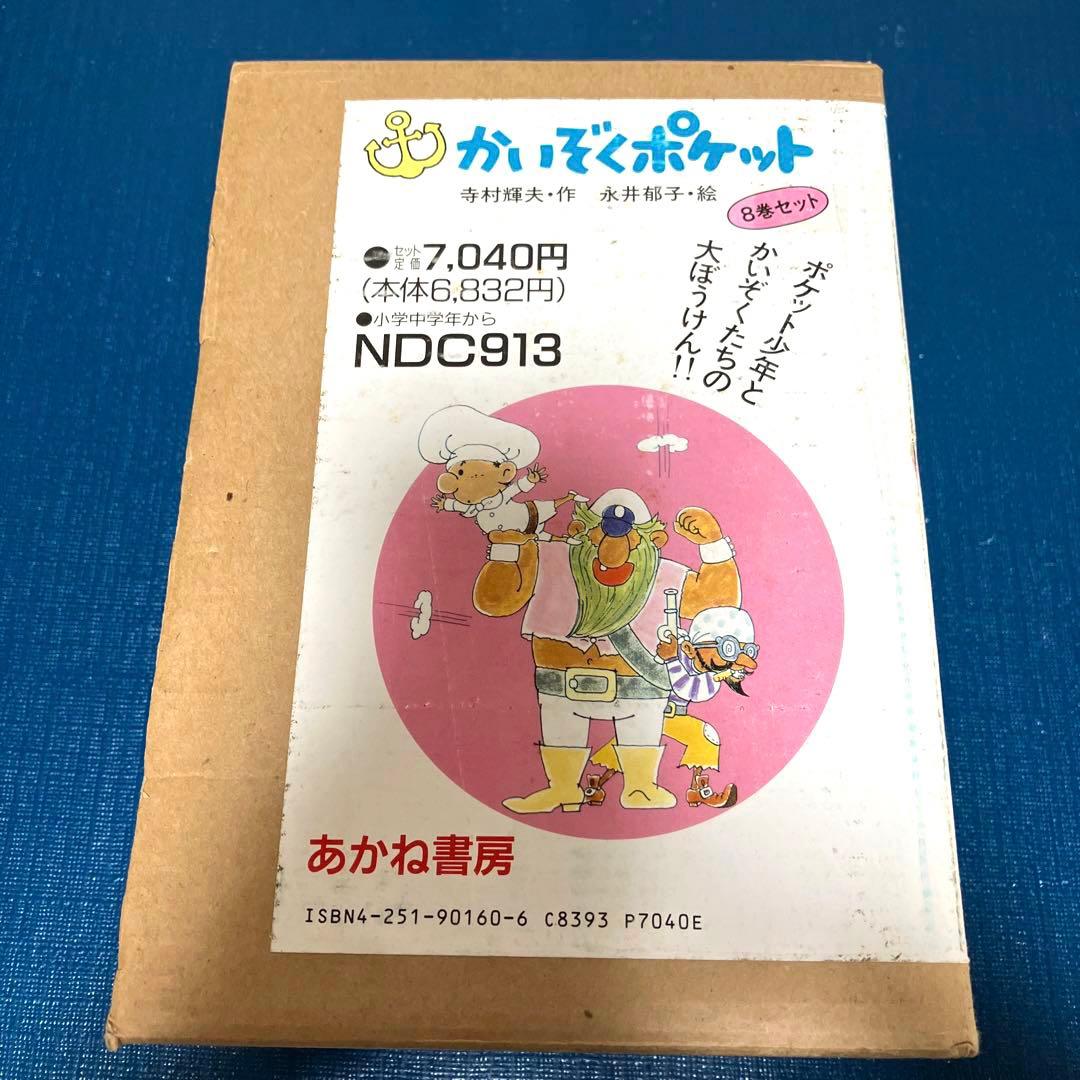 かいぞくポケット
寺村輝夫・作 永井郁子・絵
8巻セット
●セット定価7,040円
(本体6,832円)
●小学中学年から
NDC913
ポケット少年と
かいぞくたちの
大ぼうけん!!
あかね書房
ISBN4-251-90160-6 C8393 P7040E